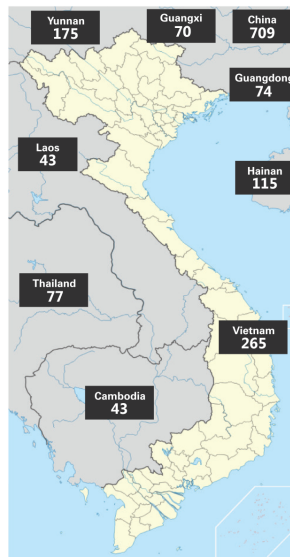 Yunnan
175
Guangxi
70
China
709
Guangdong
74
Laos
43
Hainan
115
Thailand
77
Vietnam
265
Cambodia
43